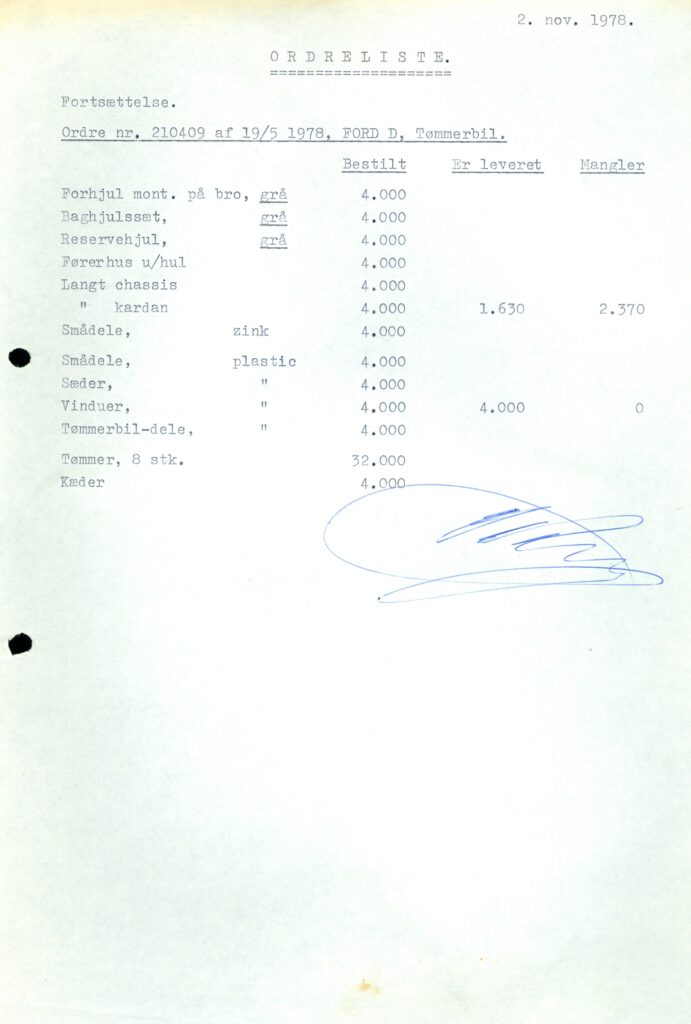 2. nov. 1978.
O R D R E L I S T E.
====================
Fortsættelse.
Ordre nr. 210409 af 19/5 1978, FORD D, Tømmerbil.
Bestilt Er leveret Mangler
Forhjul mont. på bro, grå 4.000
Baghjulssæt, grå 4.000
Reservehjul, grå 4.000
Førerhus u/hul 4.000
Langt chassis 4.000
" kardan 4.000 1.630 2.370
Smådele, zink 4.000
Smådele, plastic 4.000
Sæder, " 4.000
Vinduer, " 4.000 4.000 0
Tømmerbil-dele, " 4.000
Tømmer, 8 stk. 32.000
Kæder 4.000